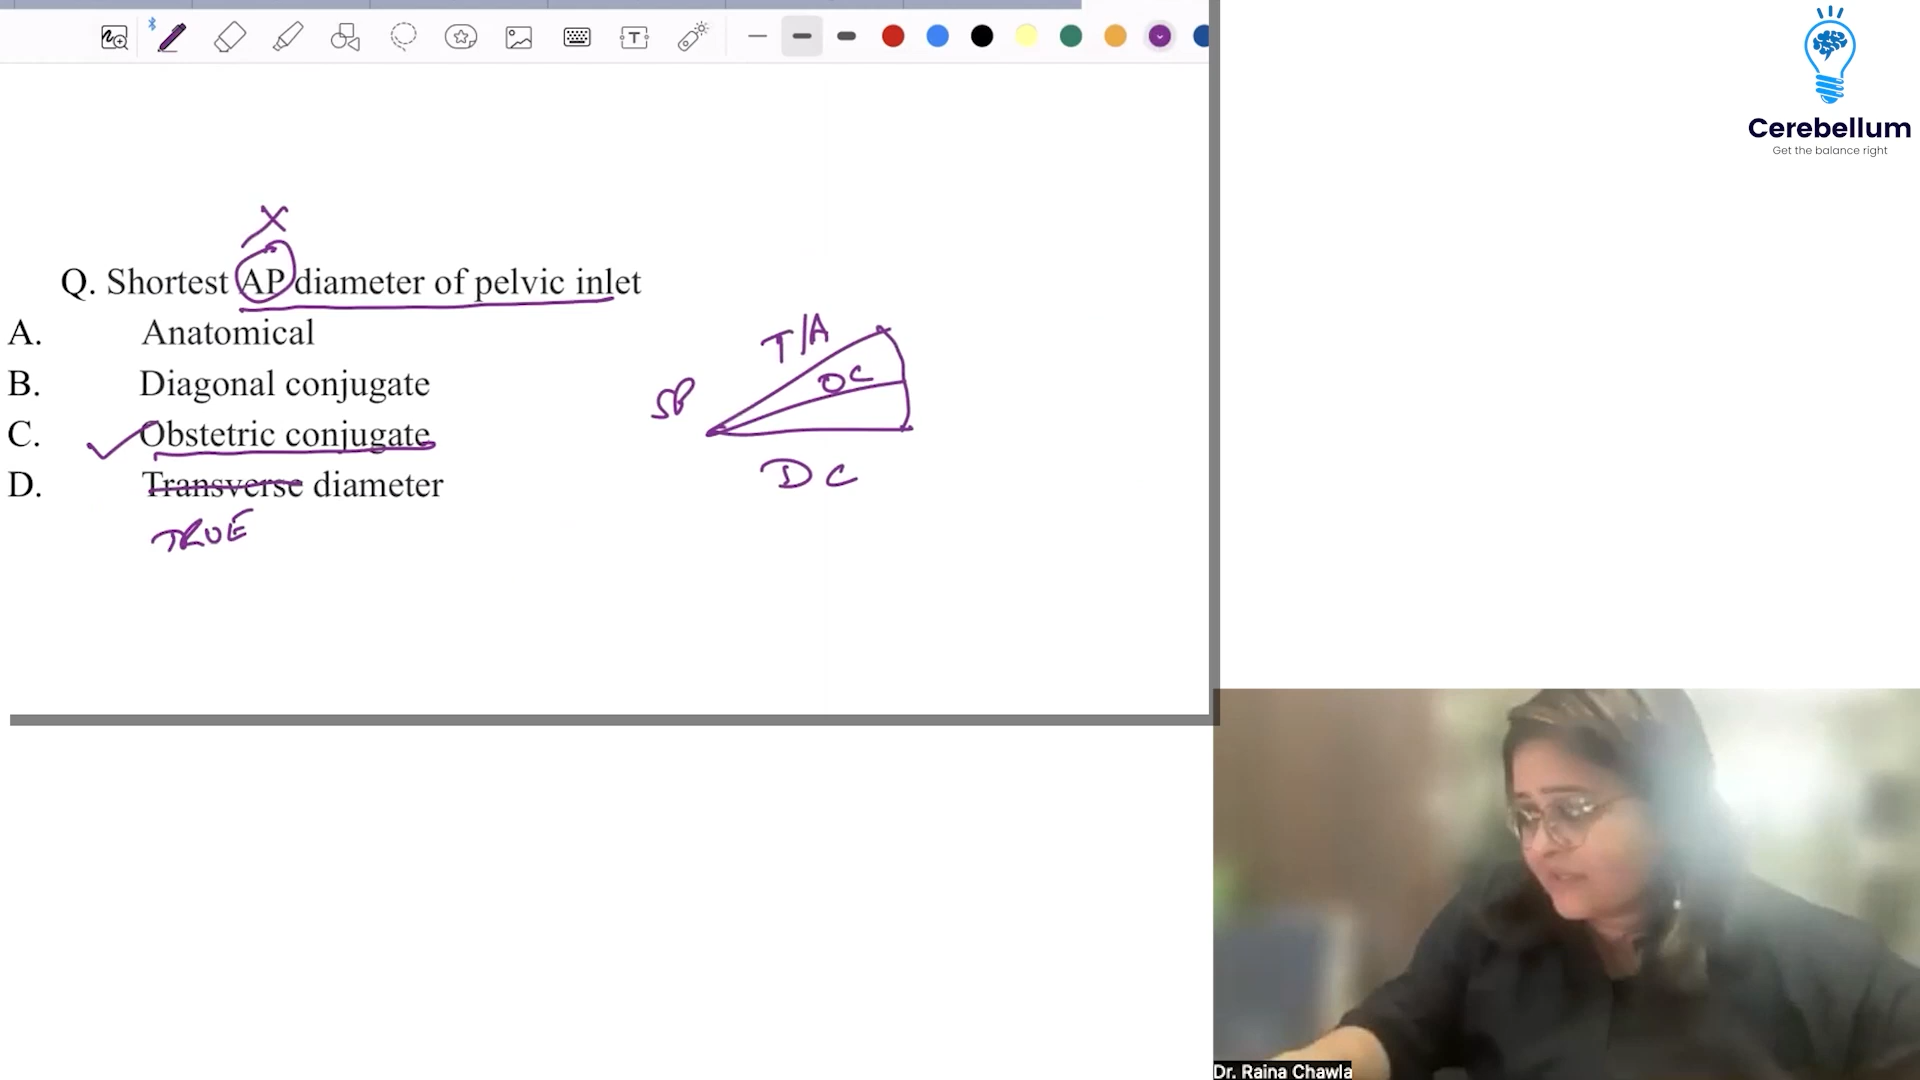 Cerebellum
Get the balance right
X
Q. Shortest AP diameter of pelvic inlet
A. Anatomical
B. Diagonal conjugate
C. Obstetric conjugate
D. Transverse diameter
TRUE
T/A
OC
SP
DC
Dr. Raina Chawla